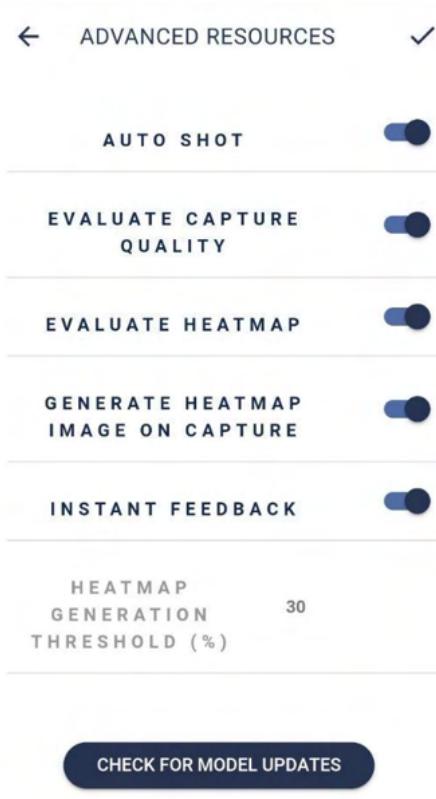 ADVANCED RESOURCES
AUTO SHOT
EVALUATE CAPTURE
QUALITY
EVALUATE HEATMAP
GENERATE HEATMAP
IMAGE ON CAPTURE
INSTANT FEEDBACK
HEATMAP
GENERATION
THRESHOLD (%)
30
CHECK FOR MODEL UPDATES